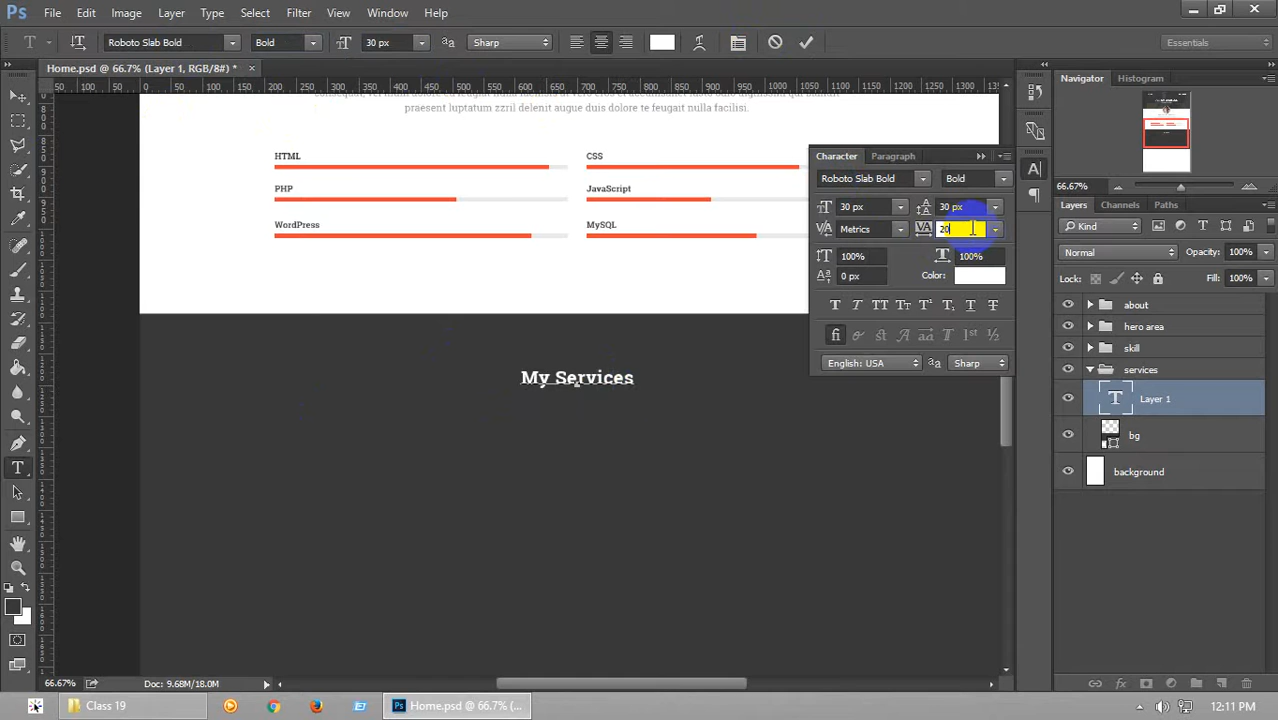 Ps File Edit Image Layer Type Select Filter View Window Help
Roboto Slab Bold Bold 30 px Sharp Essentials
Home.psd @ 66.7% (Layer 1, RGB/8#) *
praesent luptatum zzril delenit augue duis dolore te feugait nulla facilisi.
HTML CSS
PHP JavaScript
WordPress MySQL
My Services
Character Paragraph
Roboto Slab Bold Bold
30 px 30 px
Metrics 20
100% 100%
0 px Color:
English: USA Sharp
Navigator Histogram
66.67%
Layers Channels Paths
Kind
Normal Opacity: 100%
Lock: Fill: 100%
about
hero area
skill
services
Layer 1
bg
background
66.67% Doc: 9.68M/18.0M
Class 19 Home.psd @ 66.7% (... 12:11 PM